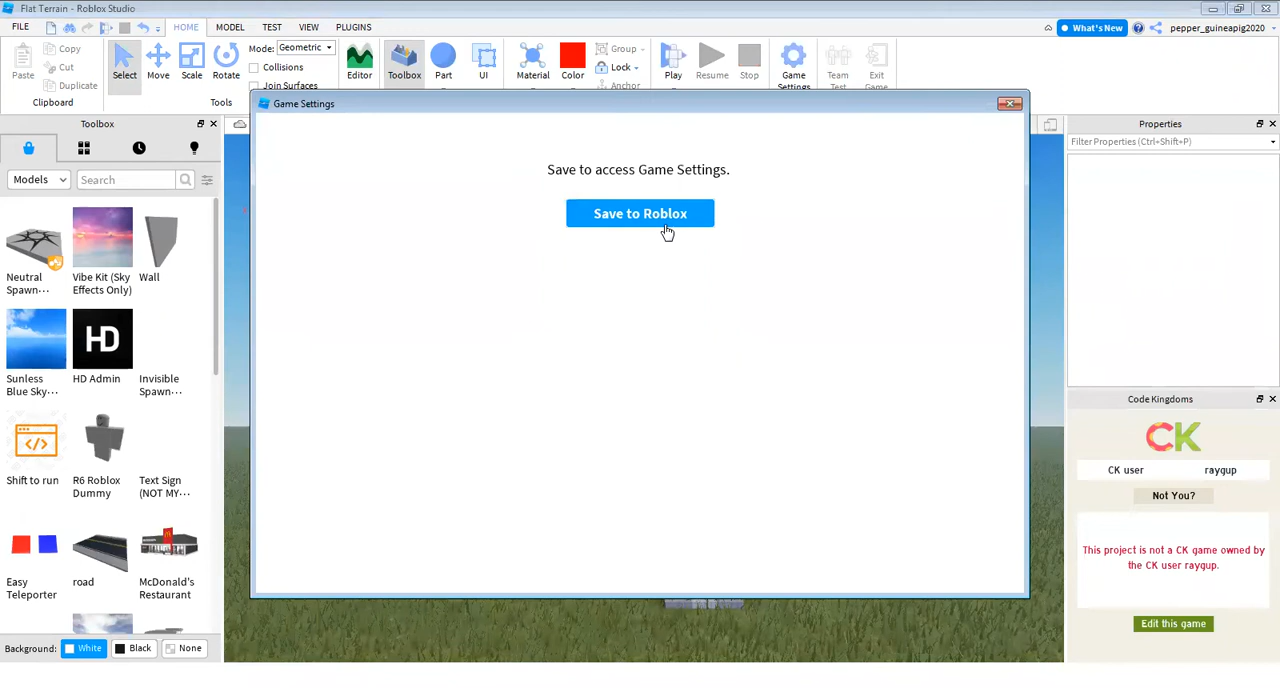 Flat Terrain - Roblox Studio
FILE
HOME
MODEL
TEST
VIEW
PLUGINS
What's New
pepper_guineapig2020
Paste
Copy
Cut
Duplicate
Clipboard
Select
Move
Scale
Rotate
Mode: Geometric
Collisions
Join Surfaces
Tools
Editor
Toolbox
Part
UI
Material
Color
Group
Lock
Anchor
Play
Resume
Stop
Game
Settings
Team
Test
Exit
Game
Toolbox
Models
Search
Neutral
Spawn...
Vibe Kit (Sky
Effects Only)
Wall
Sunless
Blue Sky...
HD
HD Admin
Invisible
Spawn...
Shift to run
R6 Roblox
Dummy
Text Sign
(NOT MY...
Easy
Teleporter
road
McDonald's
Restaurant
Background:
White
Black
None
Game Settings
Save to access Game Settings.
Save to Roblox
Properties
Filter Properties (Ctrl+Shift+P)
Code Kingdoms
CK
CK user
raygup
Not You?
This project is not a CK game owned by
the CK user raygup.
Edit this game